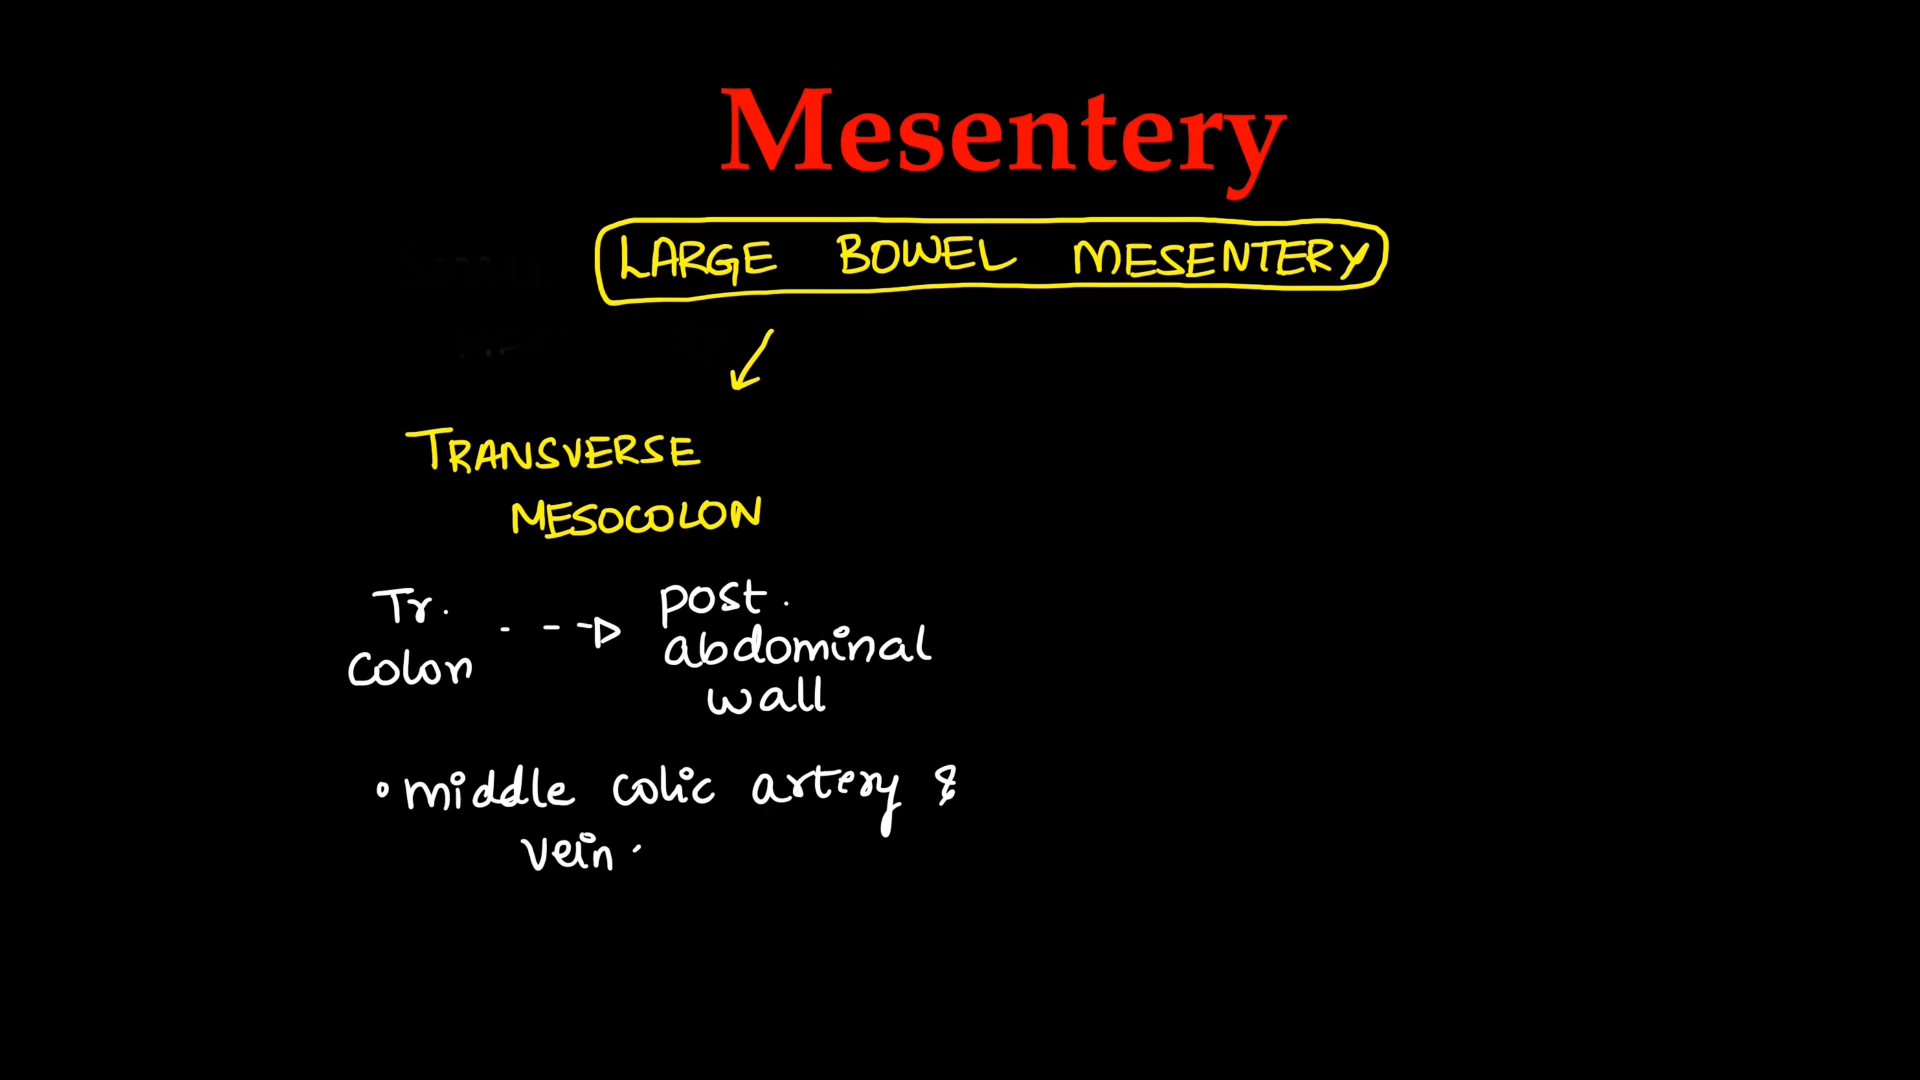 Mesentery
LARGE BOWEL MESENTERY
TRANSVERSE
MESOCOLON
Tr.
Colon
post.
abdominal
wall
• middle colic artery &
vein.